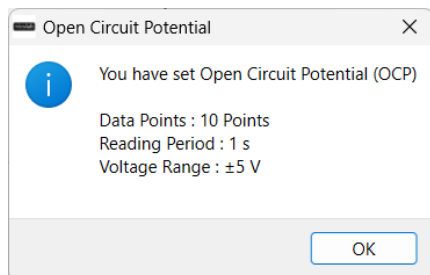 Open Circuit Potential
You have set Open Circuit Potential (OCP)
Data Points : 10 Points
Reading Period : 1 s
Voltage Range : ±5 V
OK